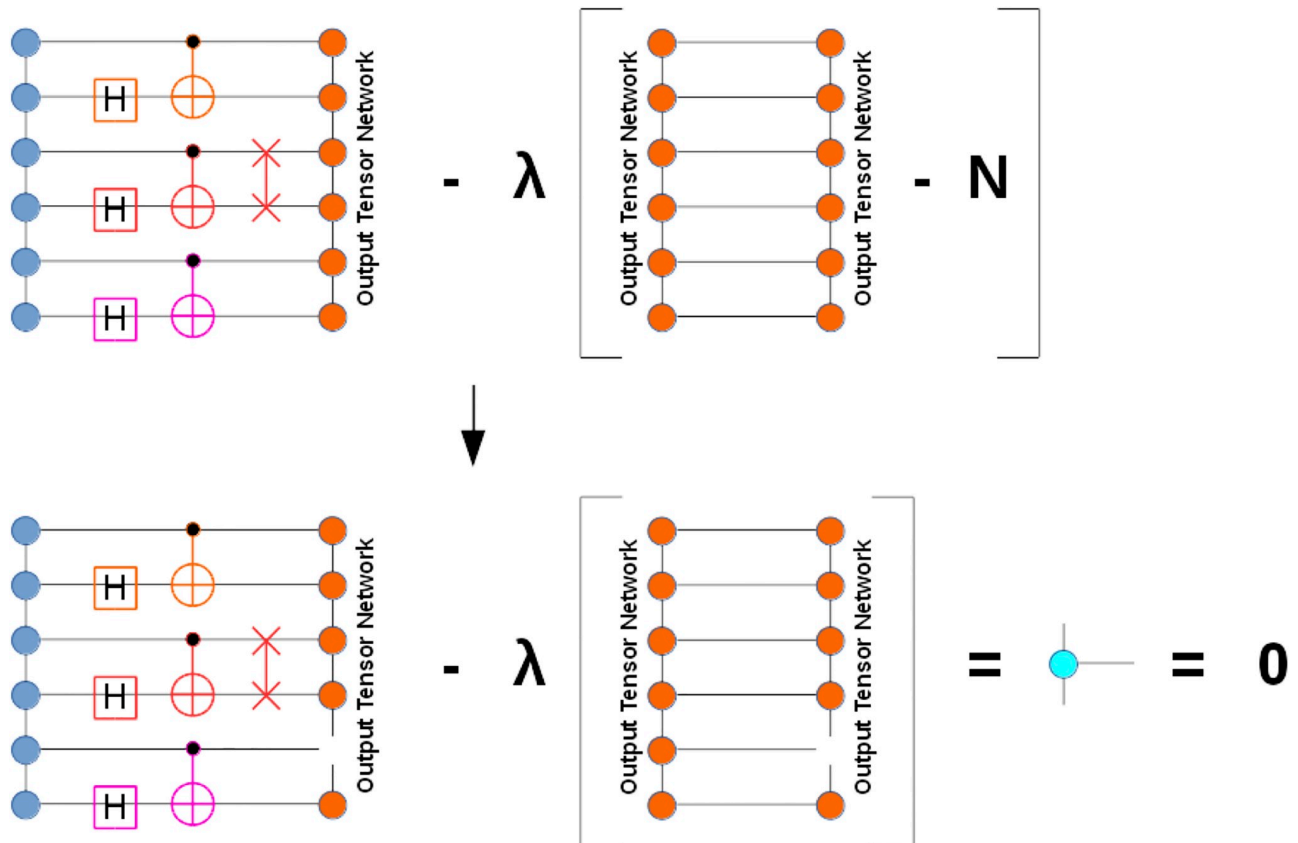 H
H
H
Output Tensor Network
- λ
Output Tensor Network
Output Tensor Network
- N
H
H
H
Output Tensor Network
- λ
Output Tensor Network
Output Tensor Network
= = 0